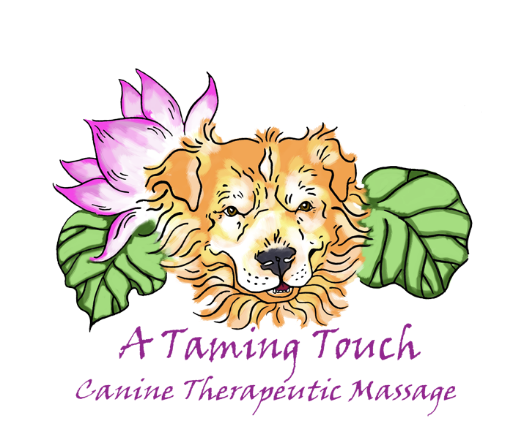 A Taming Touch
Canine Therapeutic Massage